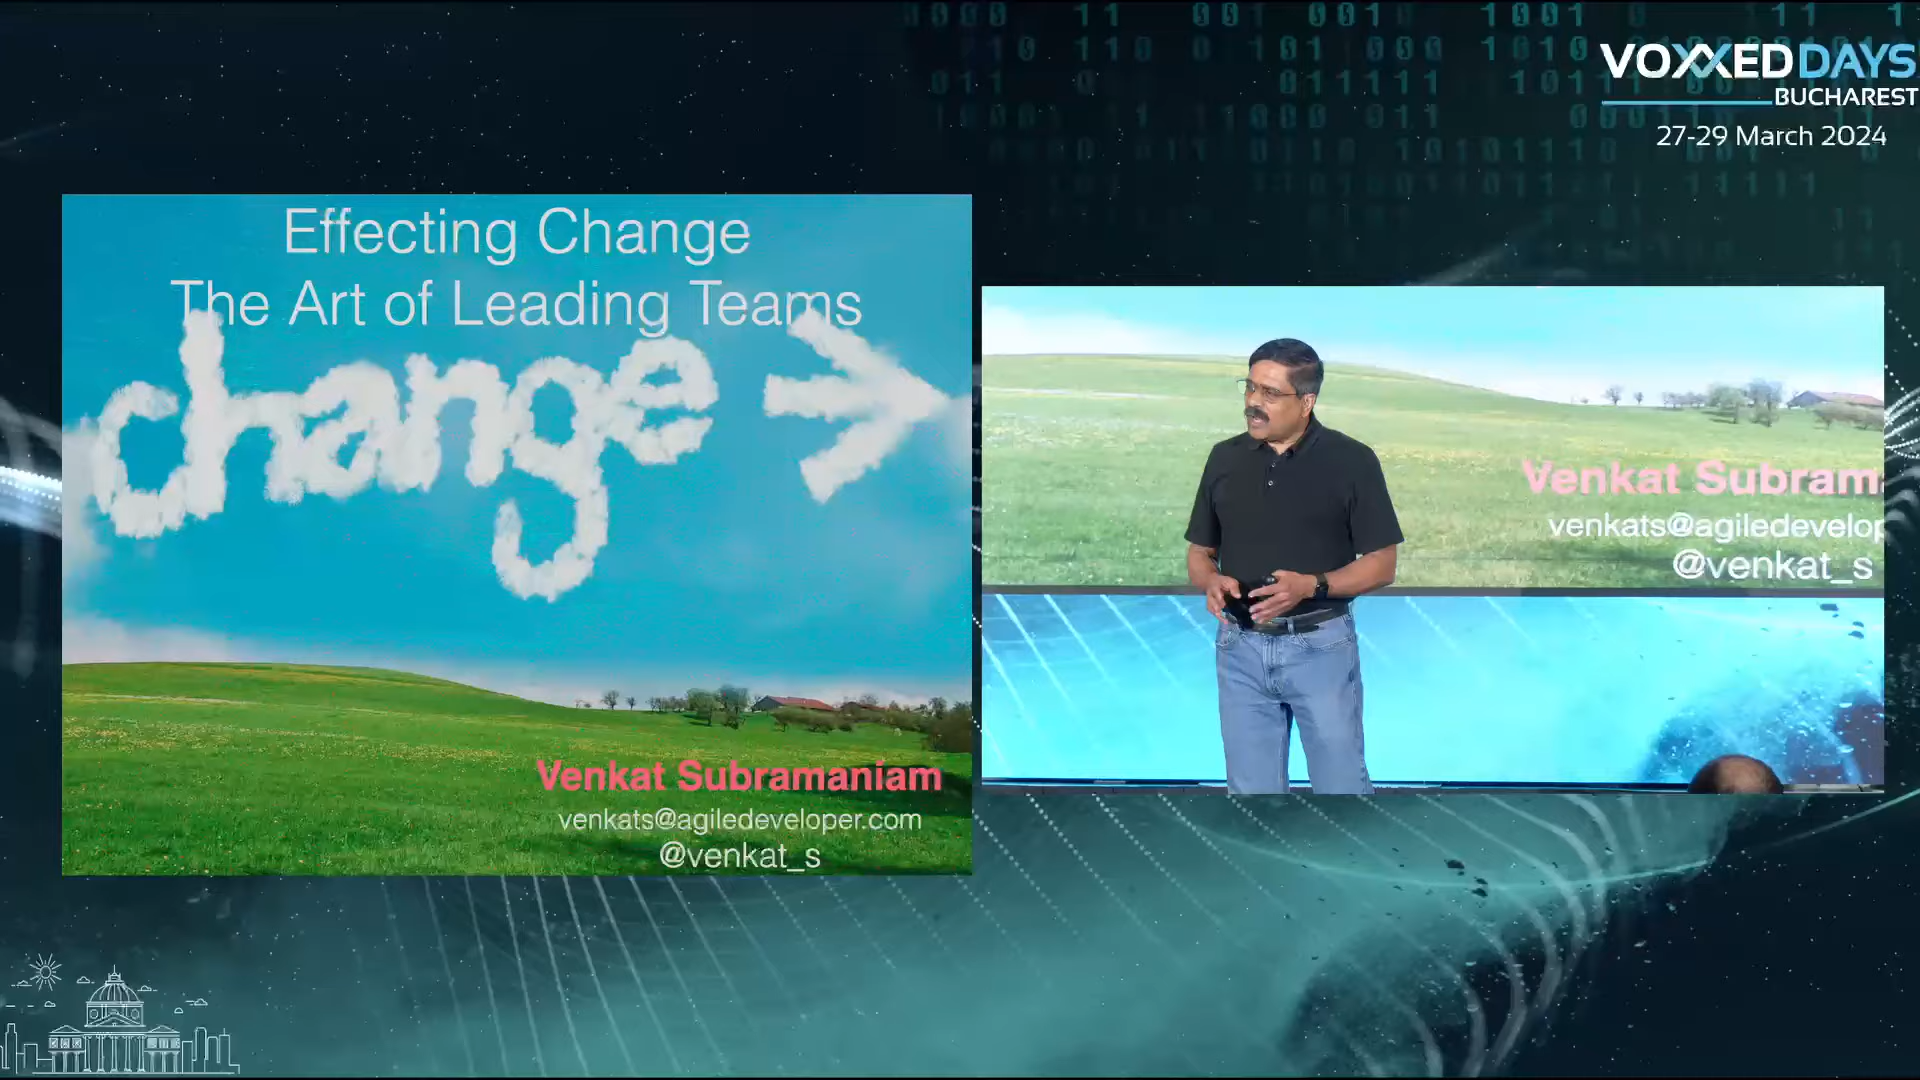 VOXXEDDAYS
BUCHAREST
27-29 March 2024
Effecting Change
The Art of Leading Teams
change
Venkat Subramaniam
venkats@agiledeveloper.com
@venkat_s
Venkat Subrama
venkats@agiledevelop
@venkat_s